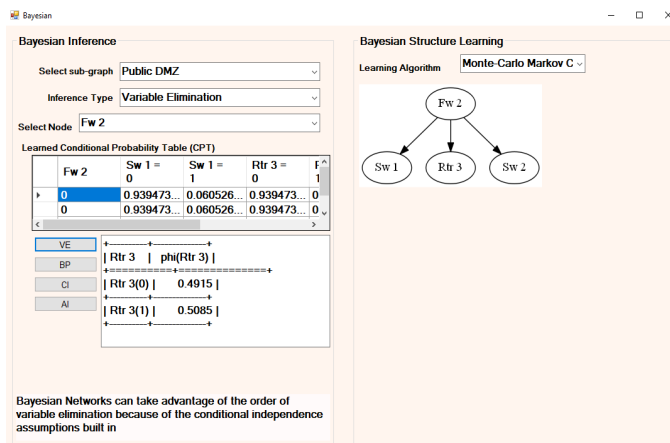 Bayesian
Bayesian Inference
Select sub-graph Public DMZ
Inference Type Variable Elimination
Select Node Fw 2
Learned Conditional Probability Table (CPT)
Fw 2 Sw 1 = 0 Sw 1 = 1 Rtr 3 = 0
0 0.939473... 0.060526... 0.939473... 0
0 0.939473... 0.060526... 0.939473... 0
VE
BP
CI
AI
+----------+--------------+
| Rtr 3 | phi(Rtr 3) |
+==========+==============+
| Rtr 3(0) | 0.4915 |
+----------+--------------+
| Rtr 3(1) | 0.5085 |
+----------+--------------+
Bayesian Networks can take advantage of the order of
variable elimination because of the conditional independence
assumptions built in
Bayesian Structure Learning
Learning Algorithm Monte-Carlo Markov C
Fw 2
Sw 1 Rtr 3 Sw 2